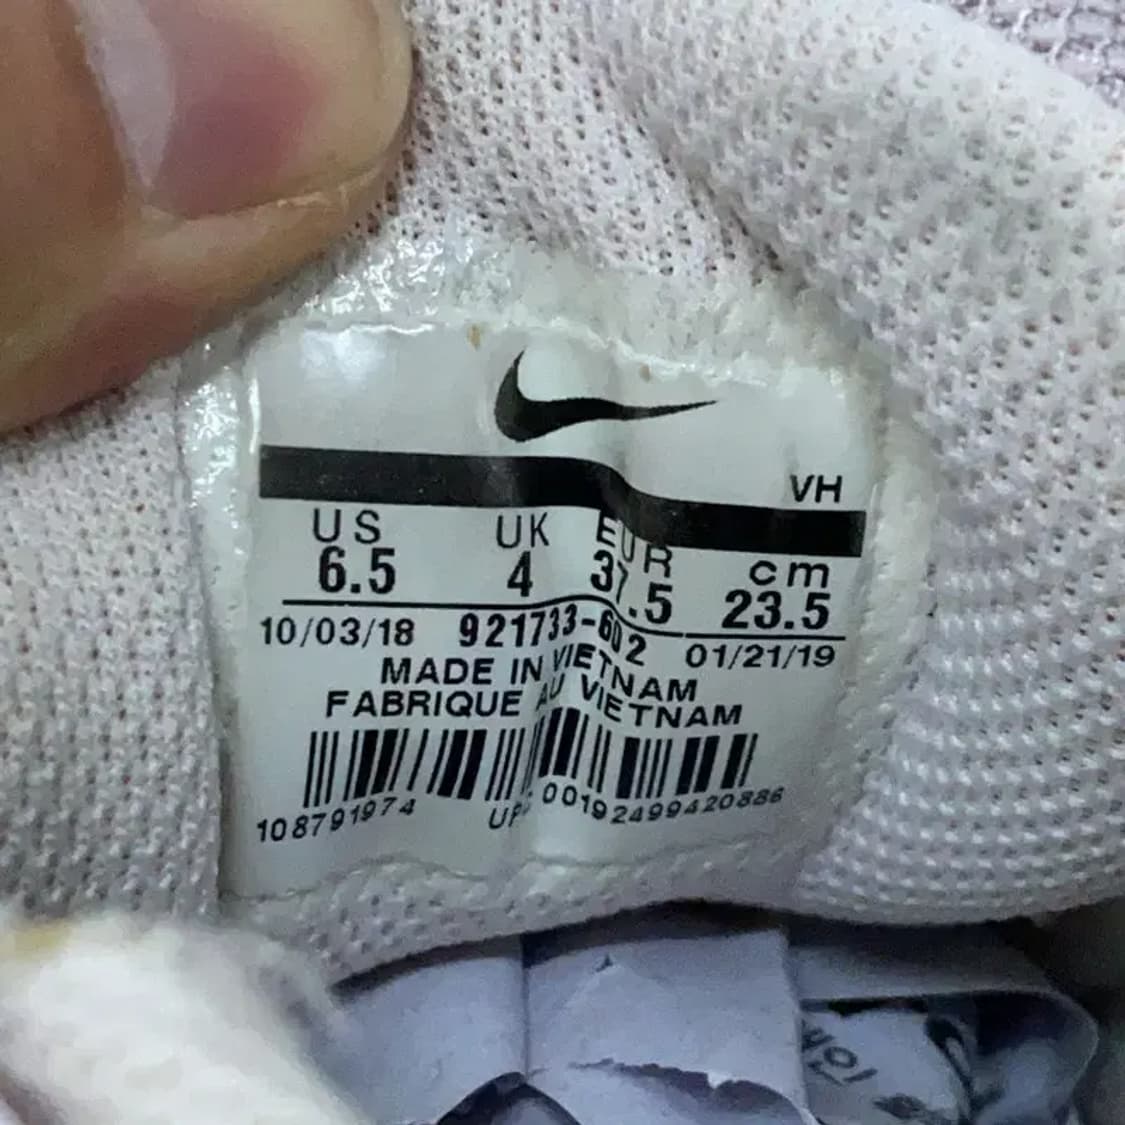 VH
US UK EUR cm
6.5 4 37.5 23.5
10/03/18 921733-602 01/21/19
MADE IN VIETNAM
FABRIQUE AU VIETNAM
108791974 UPC 00192499420886